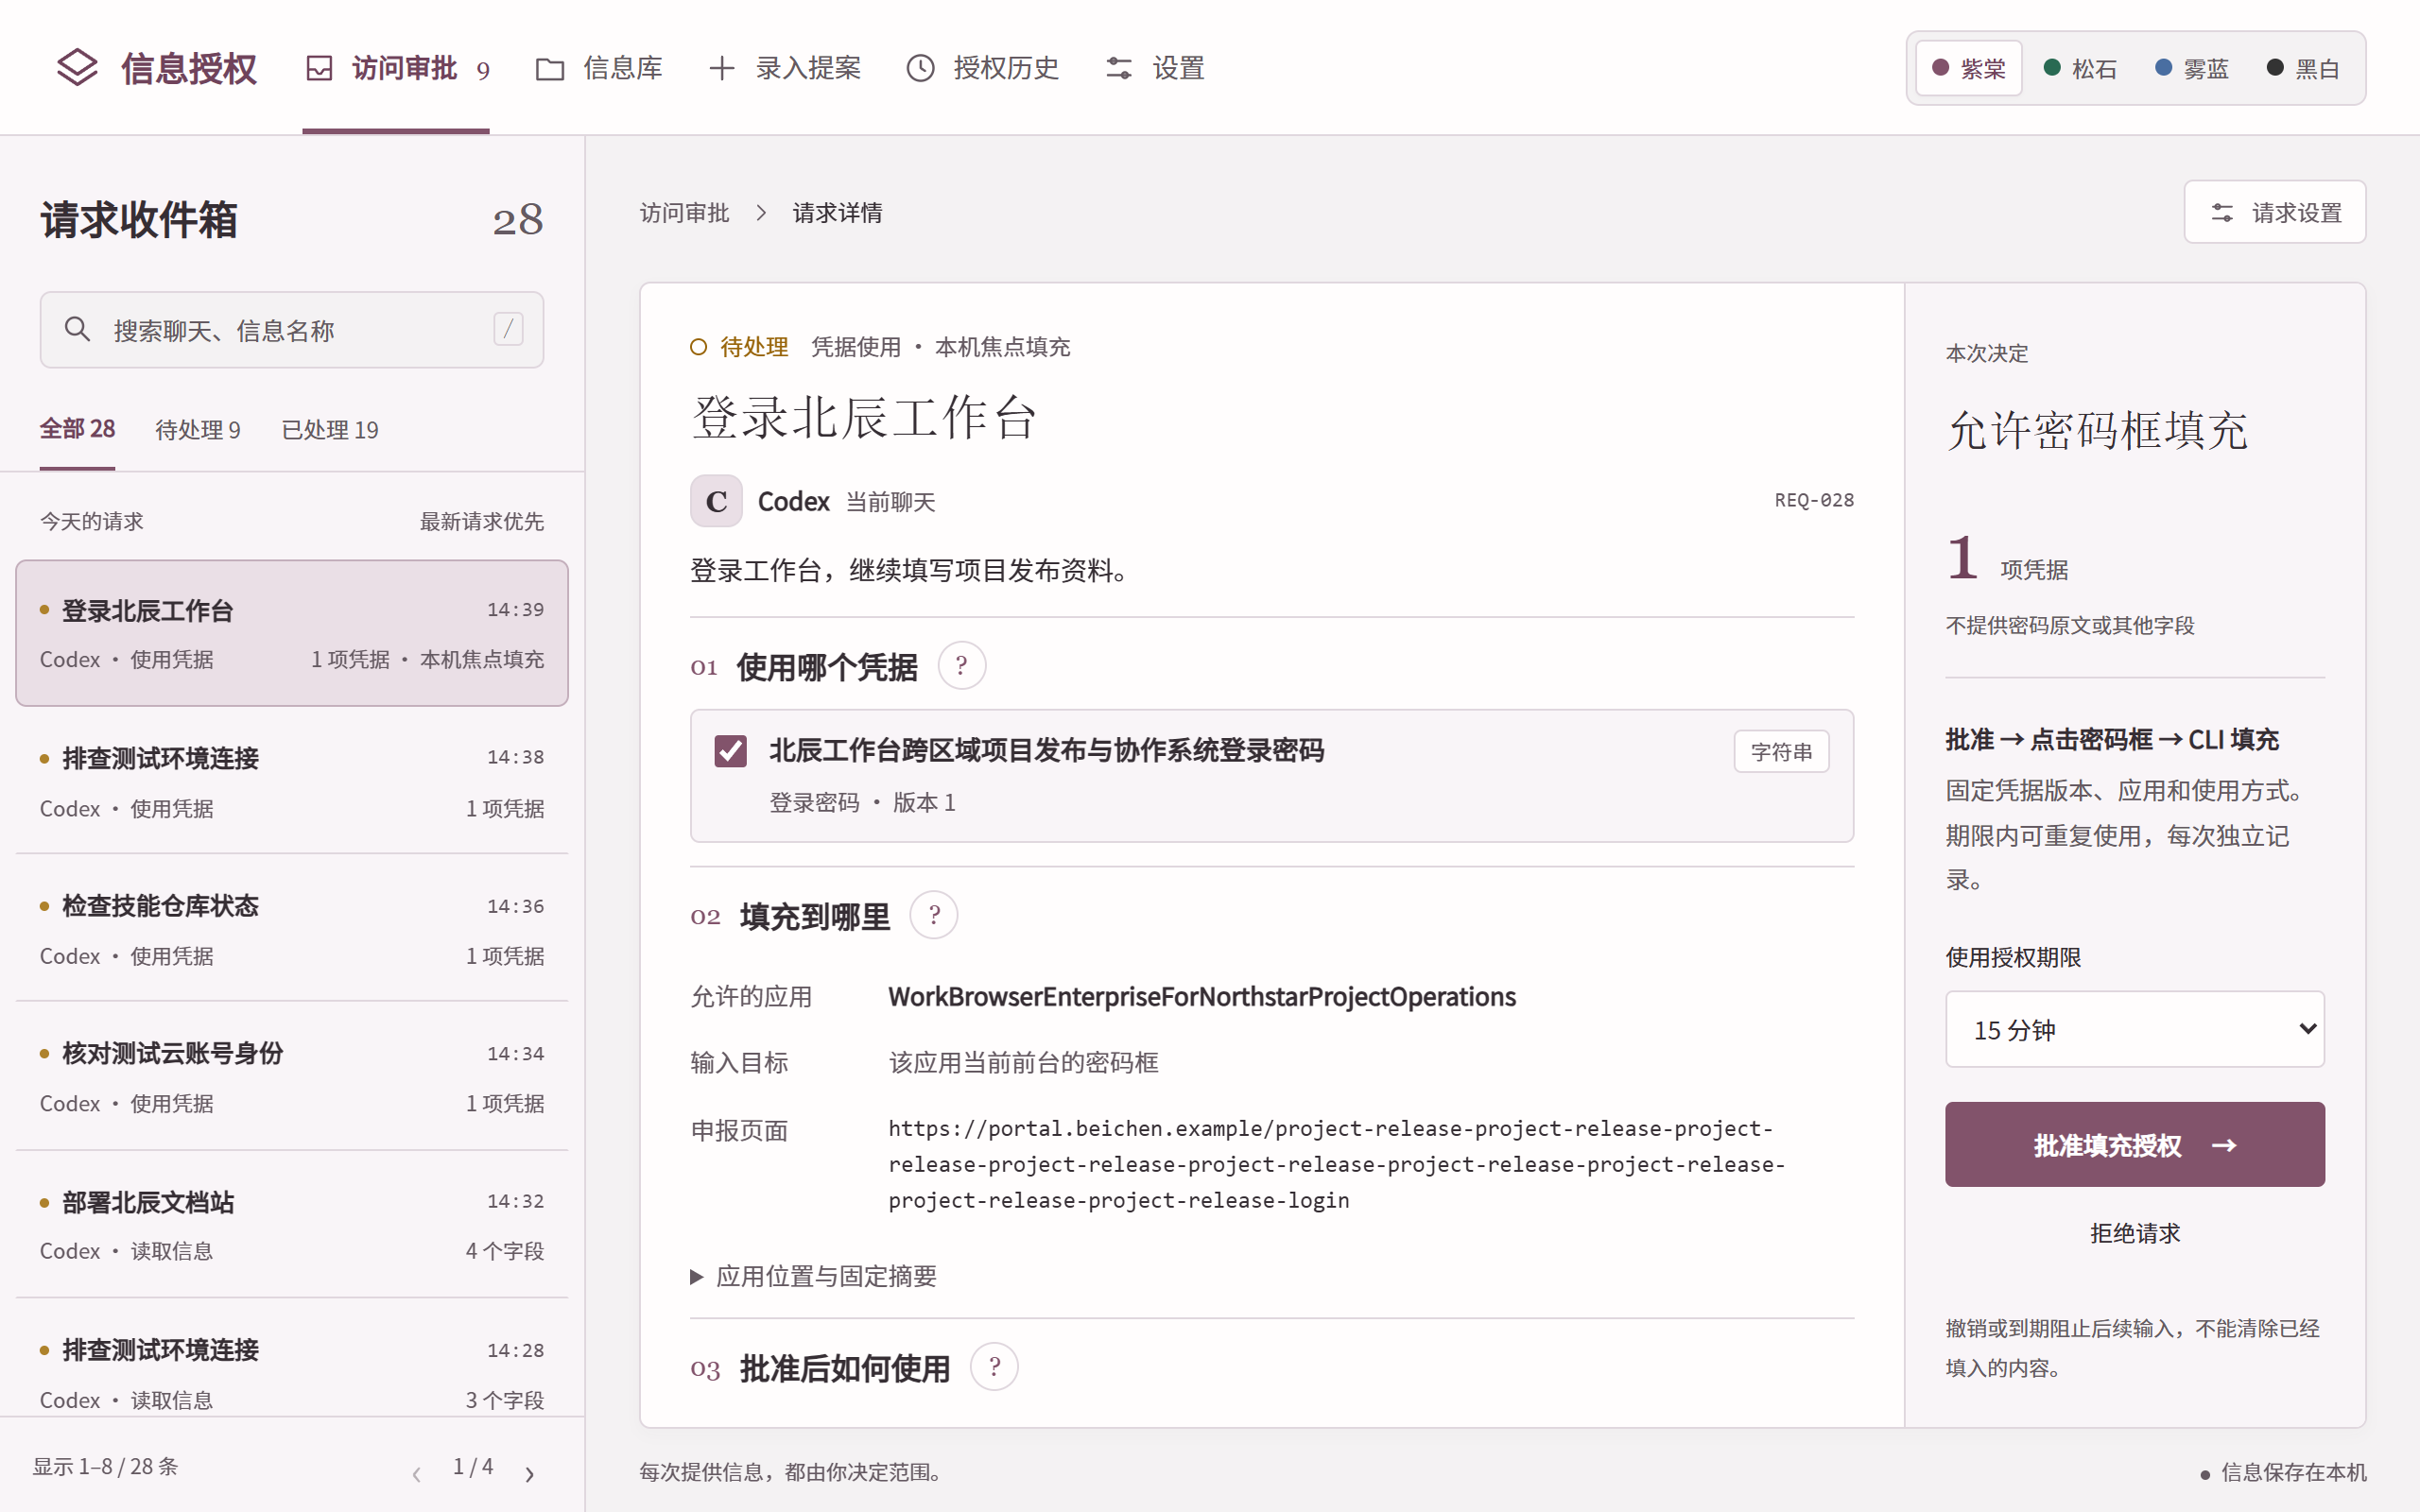 信息授权
访问审批 9
信息库
录入提案
授权历史
设置
紫棠
松石
雾蓝
黑白
请求收件箱 28
搜索聊天、信息名称 /
全部 28 待处理 9 已处理 19
今天的请求 最新请求优先
登录北辰工作台 14:39
Codex · 使用凭据 1 项凭据 · 本机焦点填充
排查测试环境连接 14:38
Codex · 使用凭据 1 项凭据
检查技能仓库状态 14:36
Codex · 使用凭据 1 项凭据
核对测试云账号身份 14:34
Codex · 使用凭据 1 项凭据
部署北辰文档站 14:32
Codex · 读取信息 4 个字段
排查测试环境连接 14:28
Codex · 读取信息 3 个字段
显示 1–8 / 28 条 ‹ 1 / 4 ›
访问审批 > 请求详情
请求设置
待处理 凭据使用 · 本机焦点填充
登录北辰工作台
C Codex 当前聊天 REQ-028
登录工作台，继续填写项目发布资料。
01 使用哪个凭据 ?
北辰工作台跨区域项目发布与协作系统登录密码 字符串
登录密码 · 版本 1
02 填充到哪里 ?
允许的应用 WorkBrowserEnterpriseForNorthstarProjectOperations
输入目标 该应用当前前台的密码框
申报页面 https://portal.beichen.example/project-release-project-release-project-
release-project-release-project-release-project-release-project-release-
project-release-project-release-login
▶ 应用位置与固定摘要
03 批准后如何使用 ?
本次决定
允许密码框填充
1 项凭据
不提供密码原文或其他字段
批准 → 点击密码框 → CLI 填充
固定凭据版本、应用和使用方式。
期限内可重复使用，每次独立记
录。
使用授权期限
15 分钟
批准填充授权 →
拒绝请求
撤销或到期阻止后续输入，不能清除已经
填入的内容。
每次提供信息，都由你决定范围。
信息保存在本机